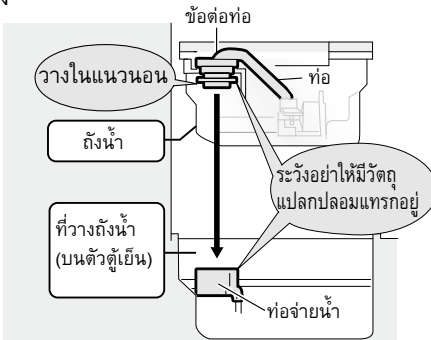 ข้อต่อท่อ
วางในแนวนอน
ท่อ
ถังน้ำ
ระวังอย่าให้มีวัตถุ
แปลกปลอมแทรกอยู่
ที่วางถังน้ำ
(บนตัวตู้เย็น)
ท่อจ่ายน้ำ